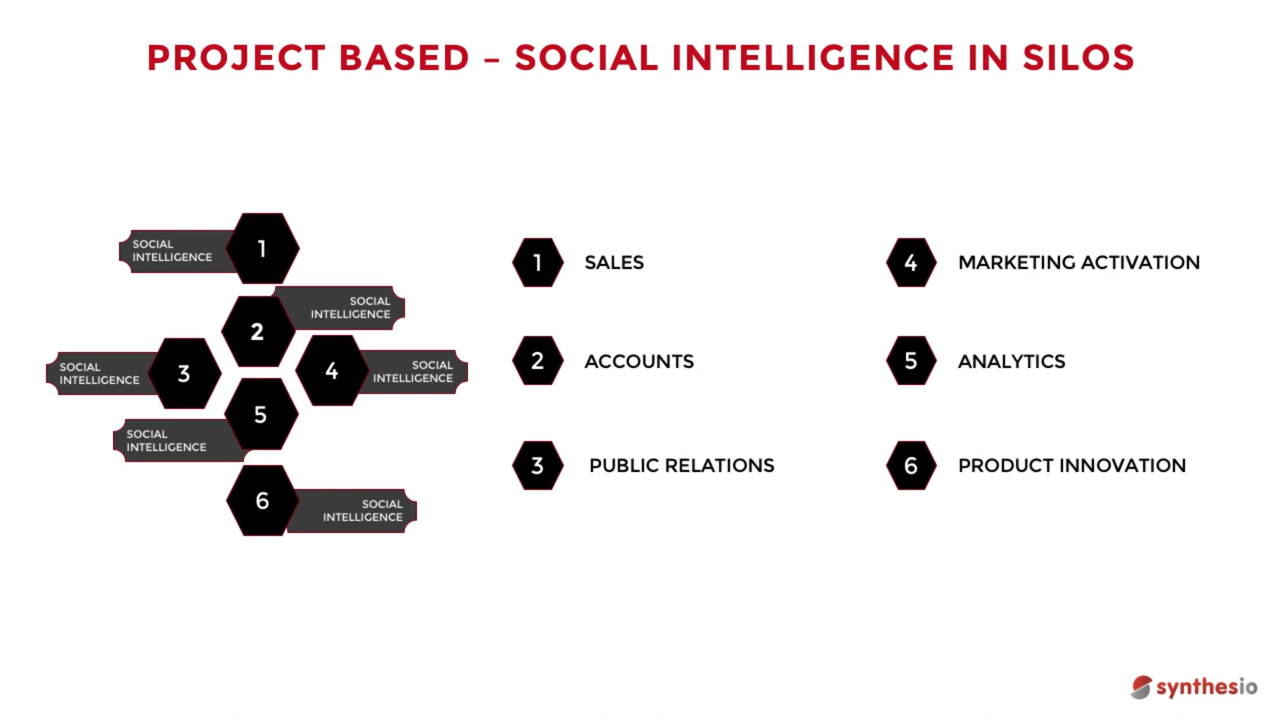 PROJECT BASED – SOCIAL INTELLIGENCE IN SILOS
SOCIAL
INTELLIGENCE
1
SOCIAL
INTELLIGENCE
2
SOCIAL
INTELLIGENCE
3
4
SOCIAL
INTELLIGENCE
5
SOCIAL
INTELLIGENCE
6
SOCIAL
INTELLIGENCE
1 SALES
2 ACCOUNTS
3 PUBLIC RELATIONS
4 MARKETING ACTIVATION
5 ANALYTICS
6 PRODUCT INNOVATION
synthesio